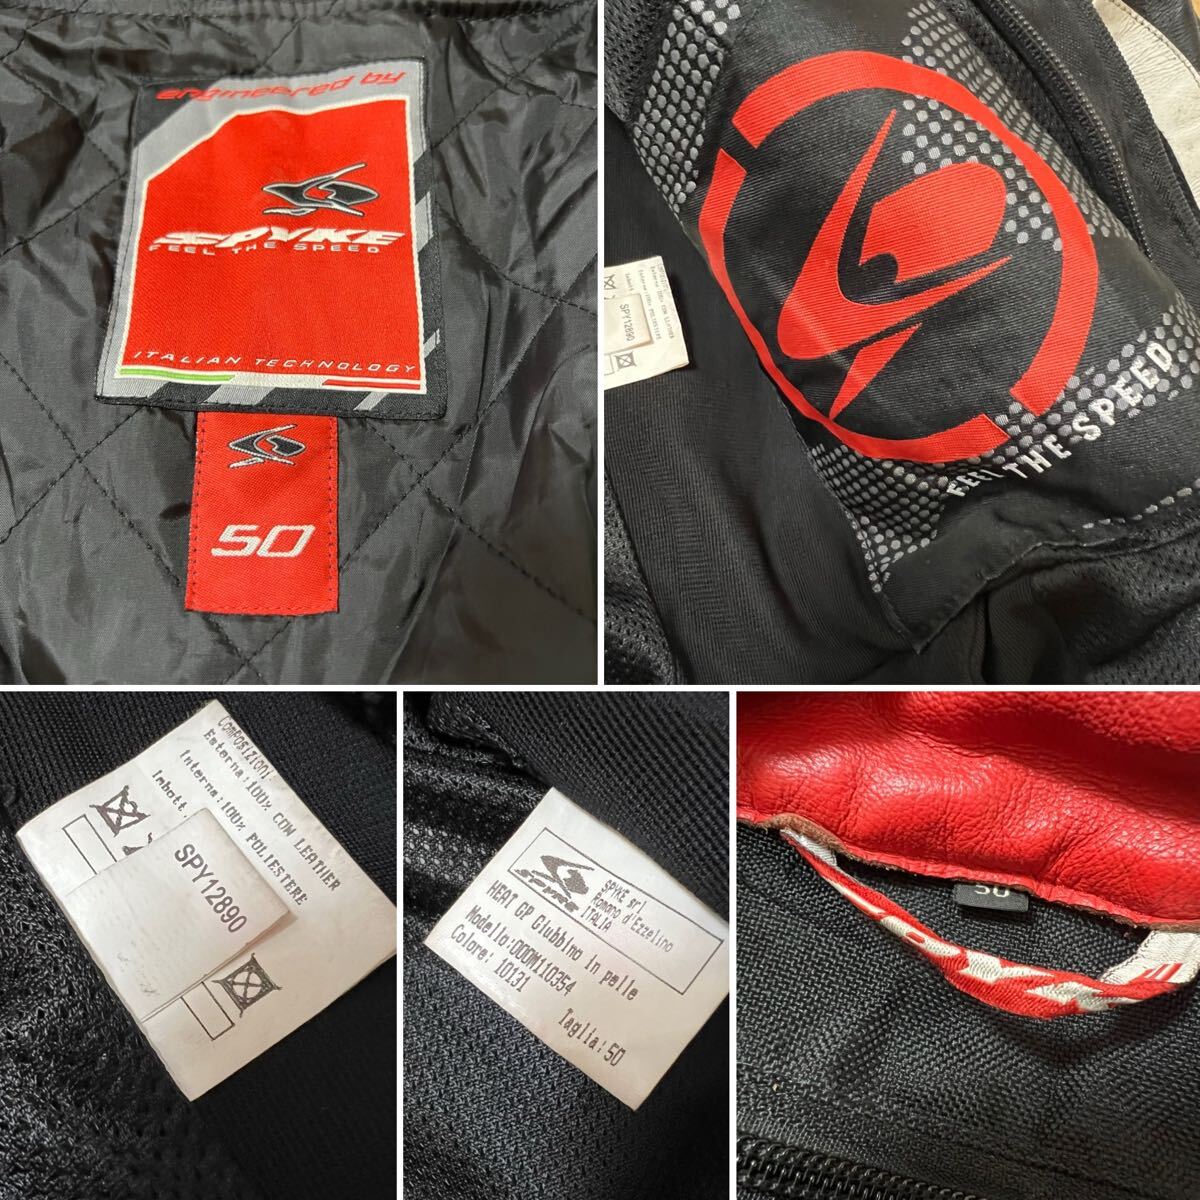 engineered by
SPYKE
FEEL THE SPEED
ITALIAN TECHNOLOGY
50
SPY12890
FEEL THE SPEED
Composizioni
Esterna:100% COW LEATHER
Interna:100% POLIESTERE
Imbott.
SPY12890
SPYKE
SPYKE srl
Romano d'Ezzelino
ITALIA
HEAT GP Giubbino in pelle
Modello:000M110354
Colore: 10131
Taglia:50
50